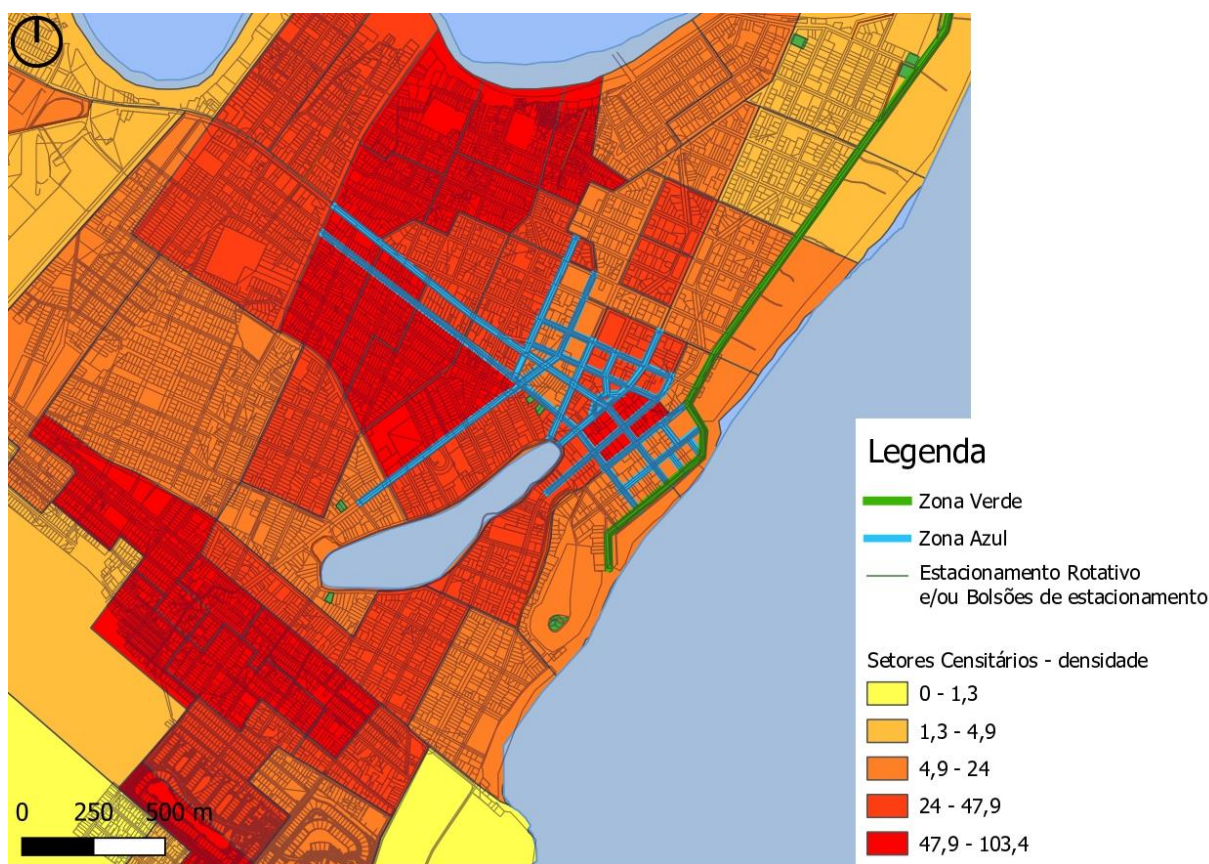 Legenda
Zona Verde
Zona Azul
Estacionamento Rotativo
e/ou Bolsões de estacionamento
Setores Censitários - densidade
0 - 1,3
1,3 - 4,9
4,9 - 24
24 - 47,9
47,9 - 103,4
0 250 500 m